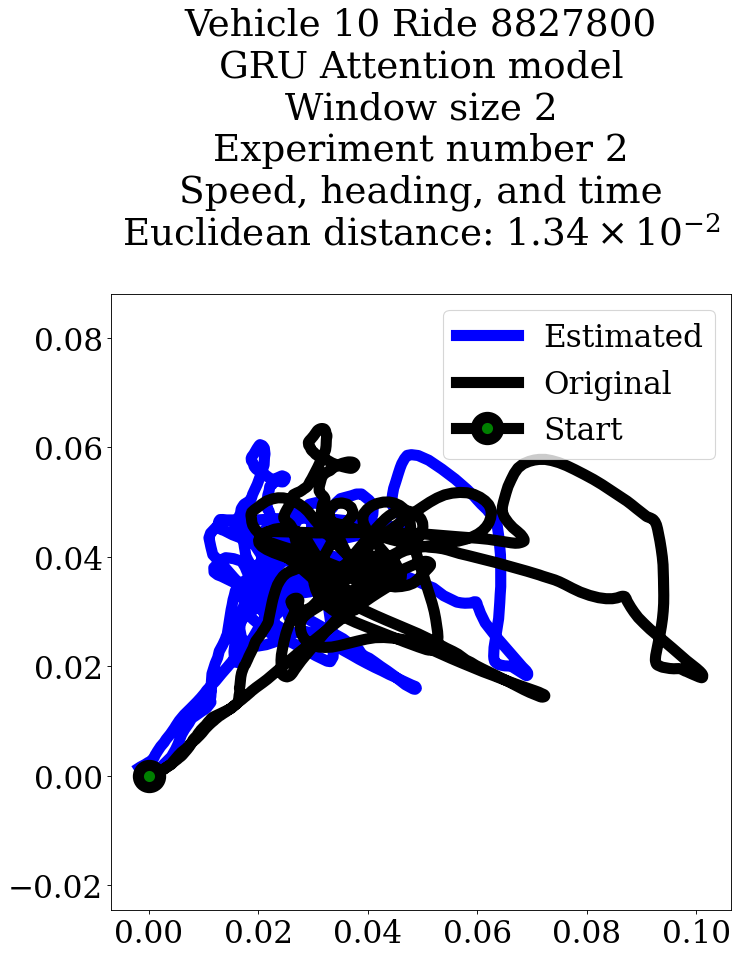 Vehicle 10 Ride 8827800
GRU Attention model
Window size 2
Experiment number 2
Speed, heading, and time
Euclidean distance: 1.34 × 10⁻²
Estimated
Original
Start
0.08
0.06
0.04
0.02
0.00
−0.02
0.00 0.02 0.04 0.06 0.08 0.10